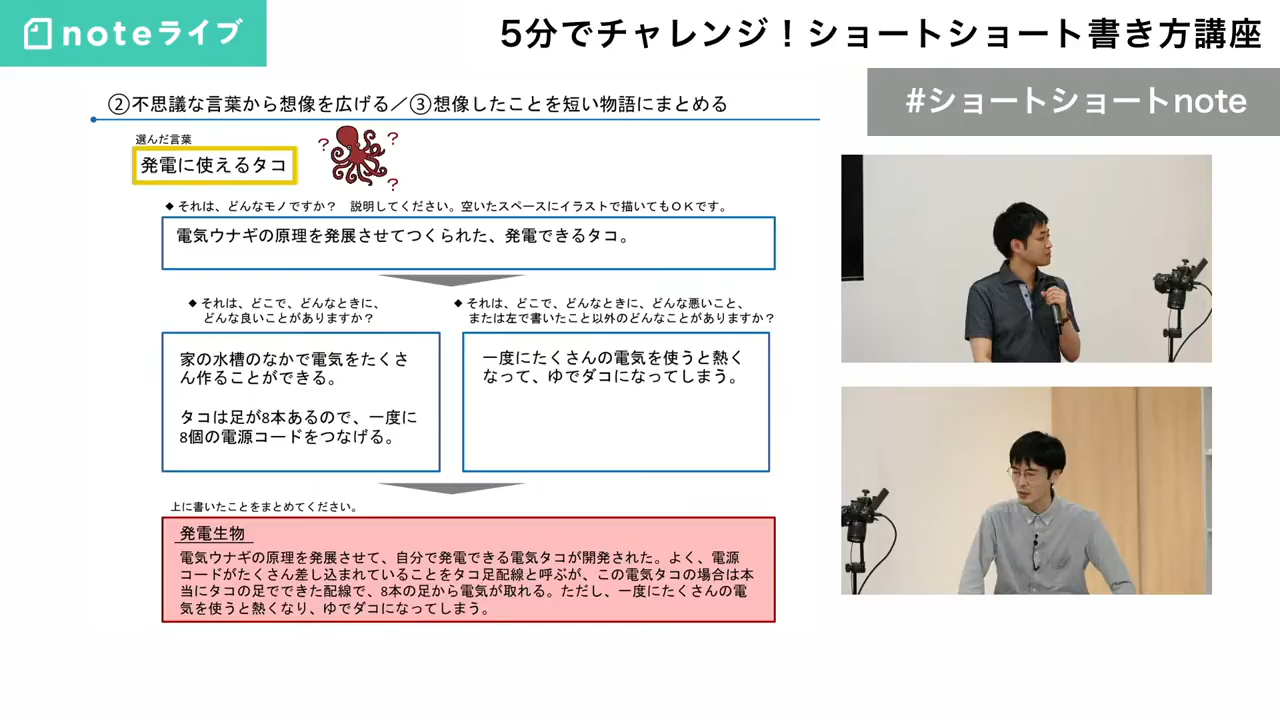 noteライブ
5分でチャレンジ！ショートショート書き方講座
#ショートショートnote
②不思議な言葉から想像を広げる／③想像したことを短い物語にまとめる
選んだ言葉
発電に使えるタコ
? ?
?
◆それは、どんなモノですか？　説明してください。空いたスペースにイラストで描いてもＯＫです。
電気ウナギの原理を発展させてつくられた、発電できるタコ。
◆それは、どこで、どんなときに、
どんな良いことがありますか？
家の水槽のなかで電気をたくさ
ん作ることができる。
タコは足が8本あるので、一度に
8個の電源コードをつなげる。
◆それは、どこで、どんなときに、どんな悪いこと、
または左で書いたこと以外のどんなことがありますか？
一度にたくさんの電気を使うと熱く
なって、ゆでダコになってしまう。
上に書いたことをまとめてください。
発電生物
電気ウナギの原理を発展させて、自分で発電できる電気タコが開発された。よく、電源
コードがたくさん差し込まれていることをタコ足配線と呼ぶが、この電気タコの場合は本
当にタコの足でできた配線で、8本の足から電気が取れる。ただし、一度にたくさんの電
気を使うと熱くなり、ゆでダコになってしまう。